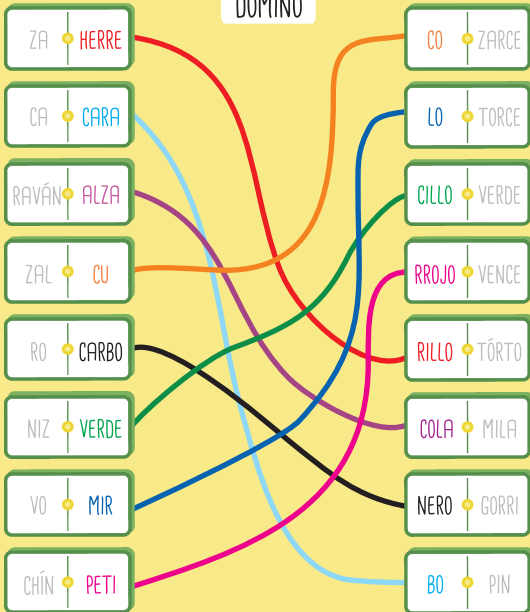 DOMINÓ
ZA HERRE CO ZARCE
CA CARA LO TORCE
RAVÁN ALZA CILLO VERDE
ZAL CU RROJO VENCE
RO CARBO RILLO TÓRTO
NIZ VERDE COLA MILA
VO MIR NERO GORRI
CHÍN PETI BO PIN